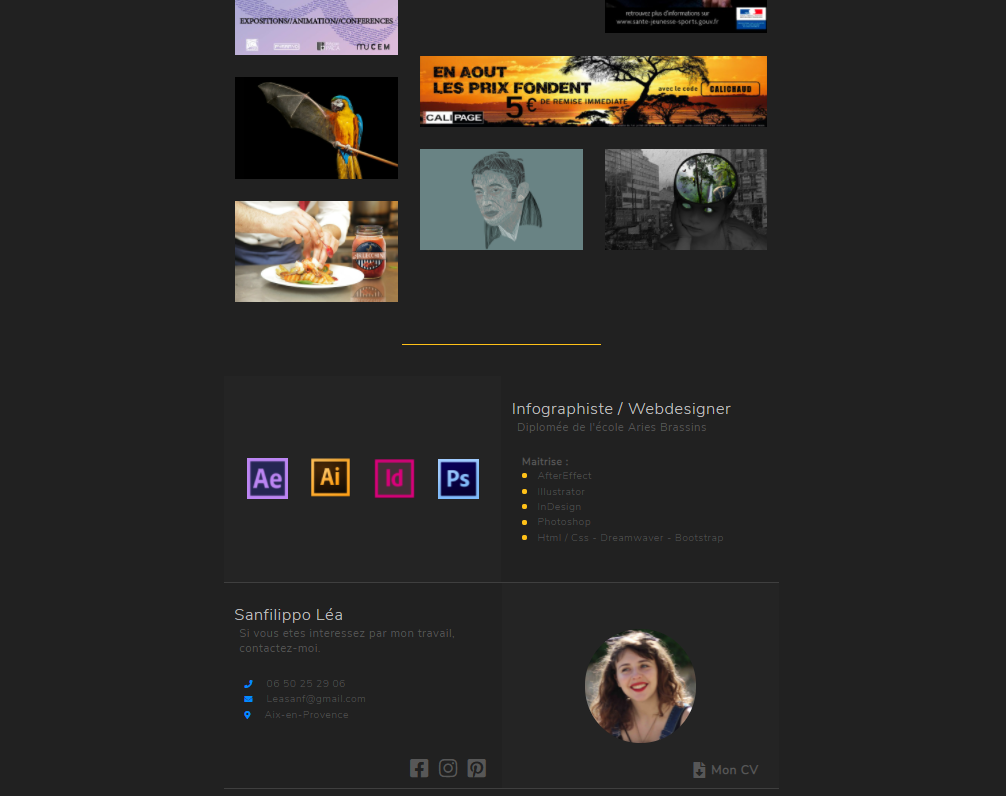 EXPOSITIONS//ANIMATION//CONFERENCES
MUCEM
retrouvez plus d'informations sur
www.sante-jeunesse-sports.gouv.fr
EN AOUT
LES PRIX FONDENT
5€ DE REMISE IMMEDIATE
avec le code CALICHAUD
CALIPAGE
Ae Ai Id Ps
Infographiste / Webdesigner
Diplomée de l'école Aries Brassins
Maitrise :
AfterEffect
Illustrator
InDesign
Photoshop
Html / Css - Dreamwaver - Bootstrap
Sanfilippo Léa
Si vous etes interessez par mon travail,
contactez-moi.
06 50 25 29 06
Leasanf@gmail.com
Aix-en-Provence
Mon CV